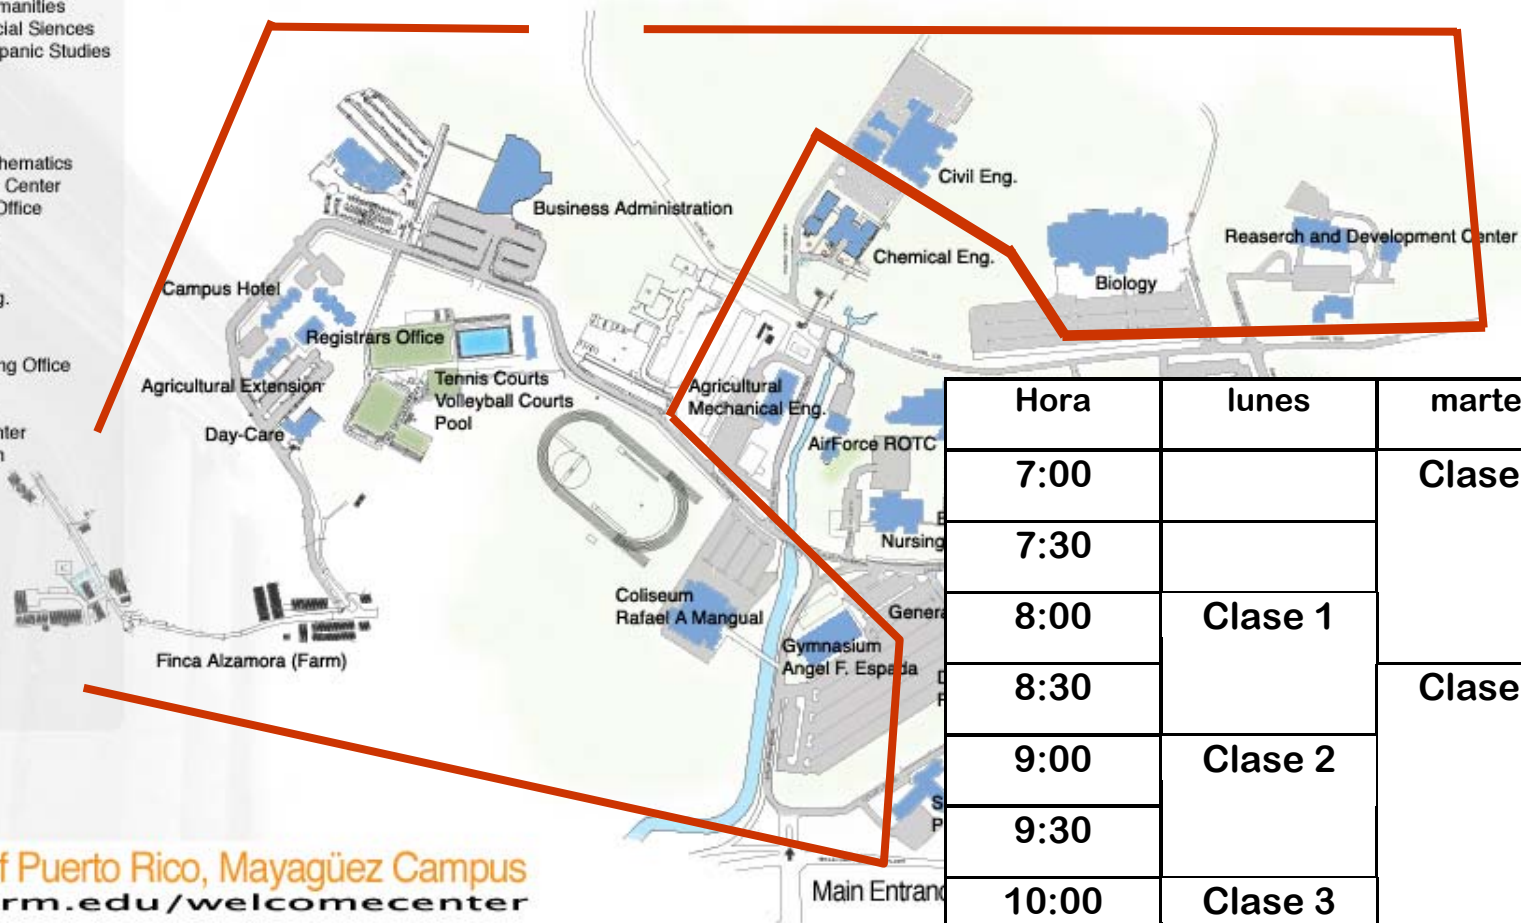 cial Siences
panic Studies
hematics
Center
Office
g.
ng Office
nter
Civil Eng.
Business Administration
Chemical Eng.
Reaserch and Development Center
Biology
Campus Hotel
Registrars Office
Agricultural Extension
Tennis Courts
Volleyball Courts
Pool
Day-Care
Agricultural
Mechanical Eng.
AirForce ROTC
Nursing
Coliseum
Rafael A Mangual
Genera
Gymnasium
Angel F. Espada
Finca Alzamora (Farm)
Main Entranc
f Puerto Rico, Mayagüez Campus
rm.edu/welcomecenter
Hora lunes marte
7:00 Clase
7:30
8:00 Clase 1
8:30 Clase
9:00 Clase 2
9:30
10:00 Clase 3